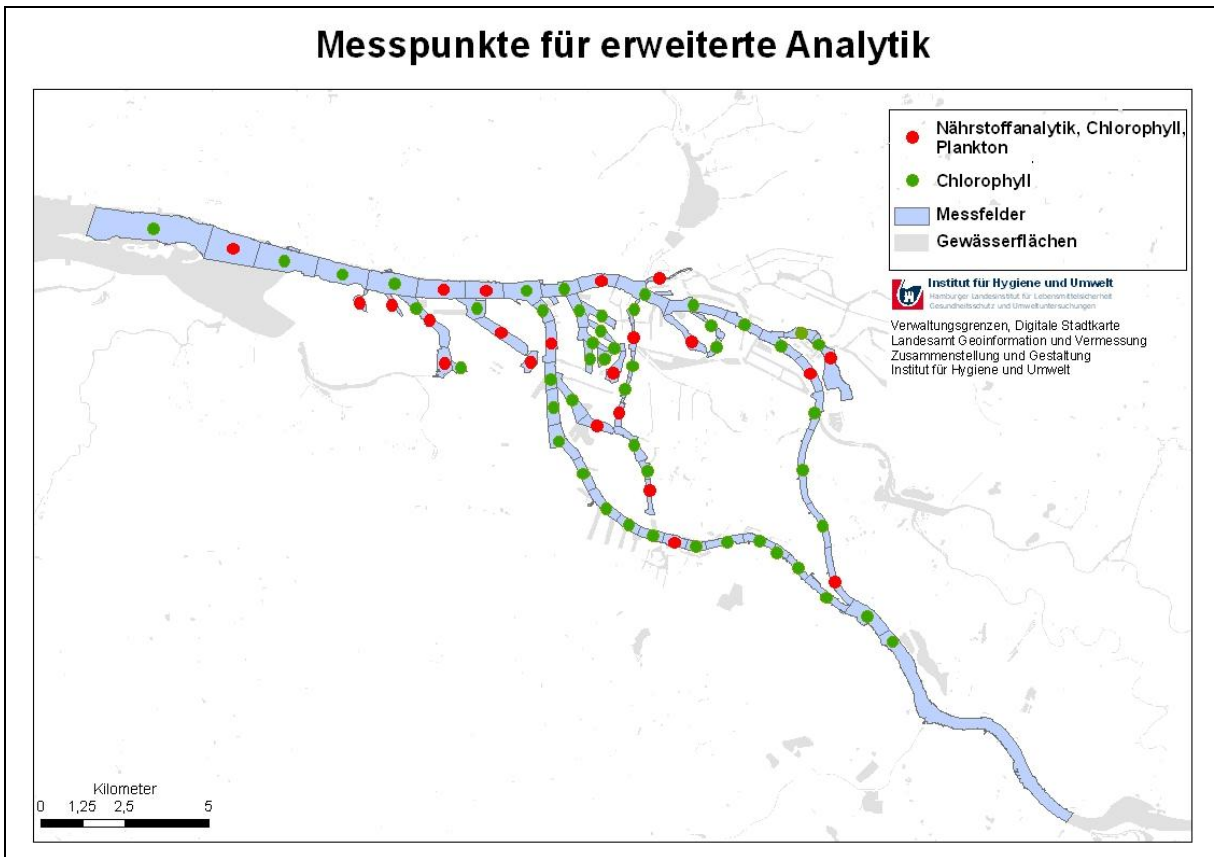 Messpunkte für erweiterte Analytik
Nährstoffanalytik, Chlorophyll,
Plankton
Chlorophyll
Messfelder
Gewässerflächen
Institut für Hygiene und Umwelt
Hamburger Landesinstitut für Lebensmittelsicherheit
Gesundheitsschutz und Umweltuntersuchungen
Verwaltungsgrenzen, Digitale Stadtkarte
Landesamt Geoinformation und Vermessung
Zusammenstellung und Gestaltung
Institut für Hygiene und Umwelt
Kilometer
0 1,25 2,5 5